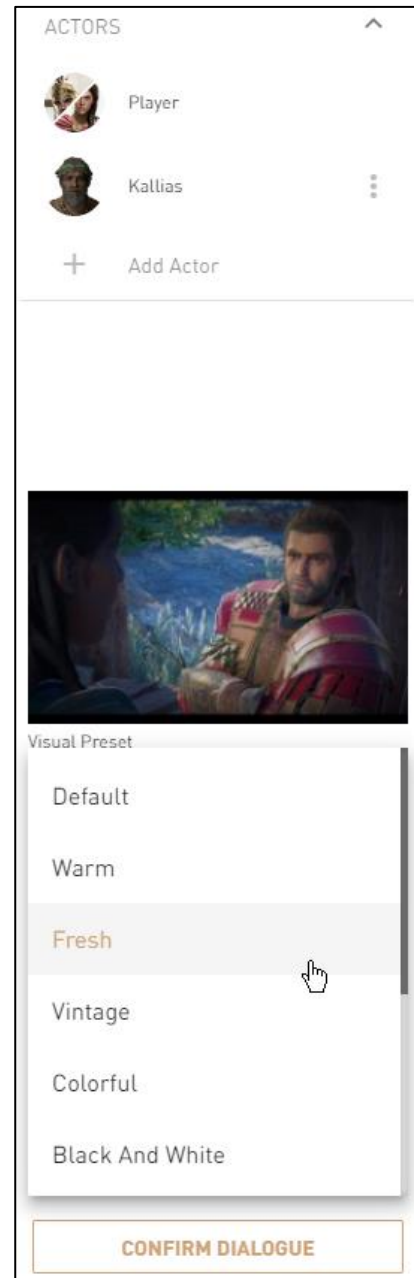 ACTORS
Player
Kallias
Add Actor
Visual Preset
Default
Warm
Fresh
Vintage
Colorful
Black And White
CONFIRM DIALOGUE